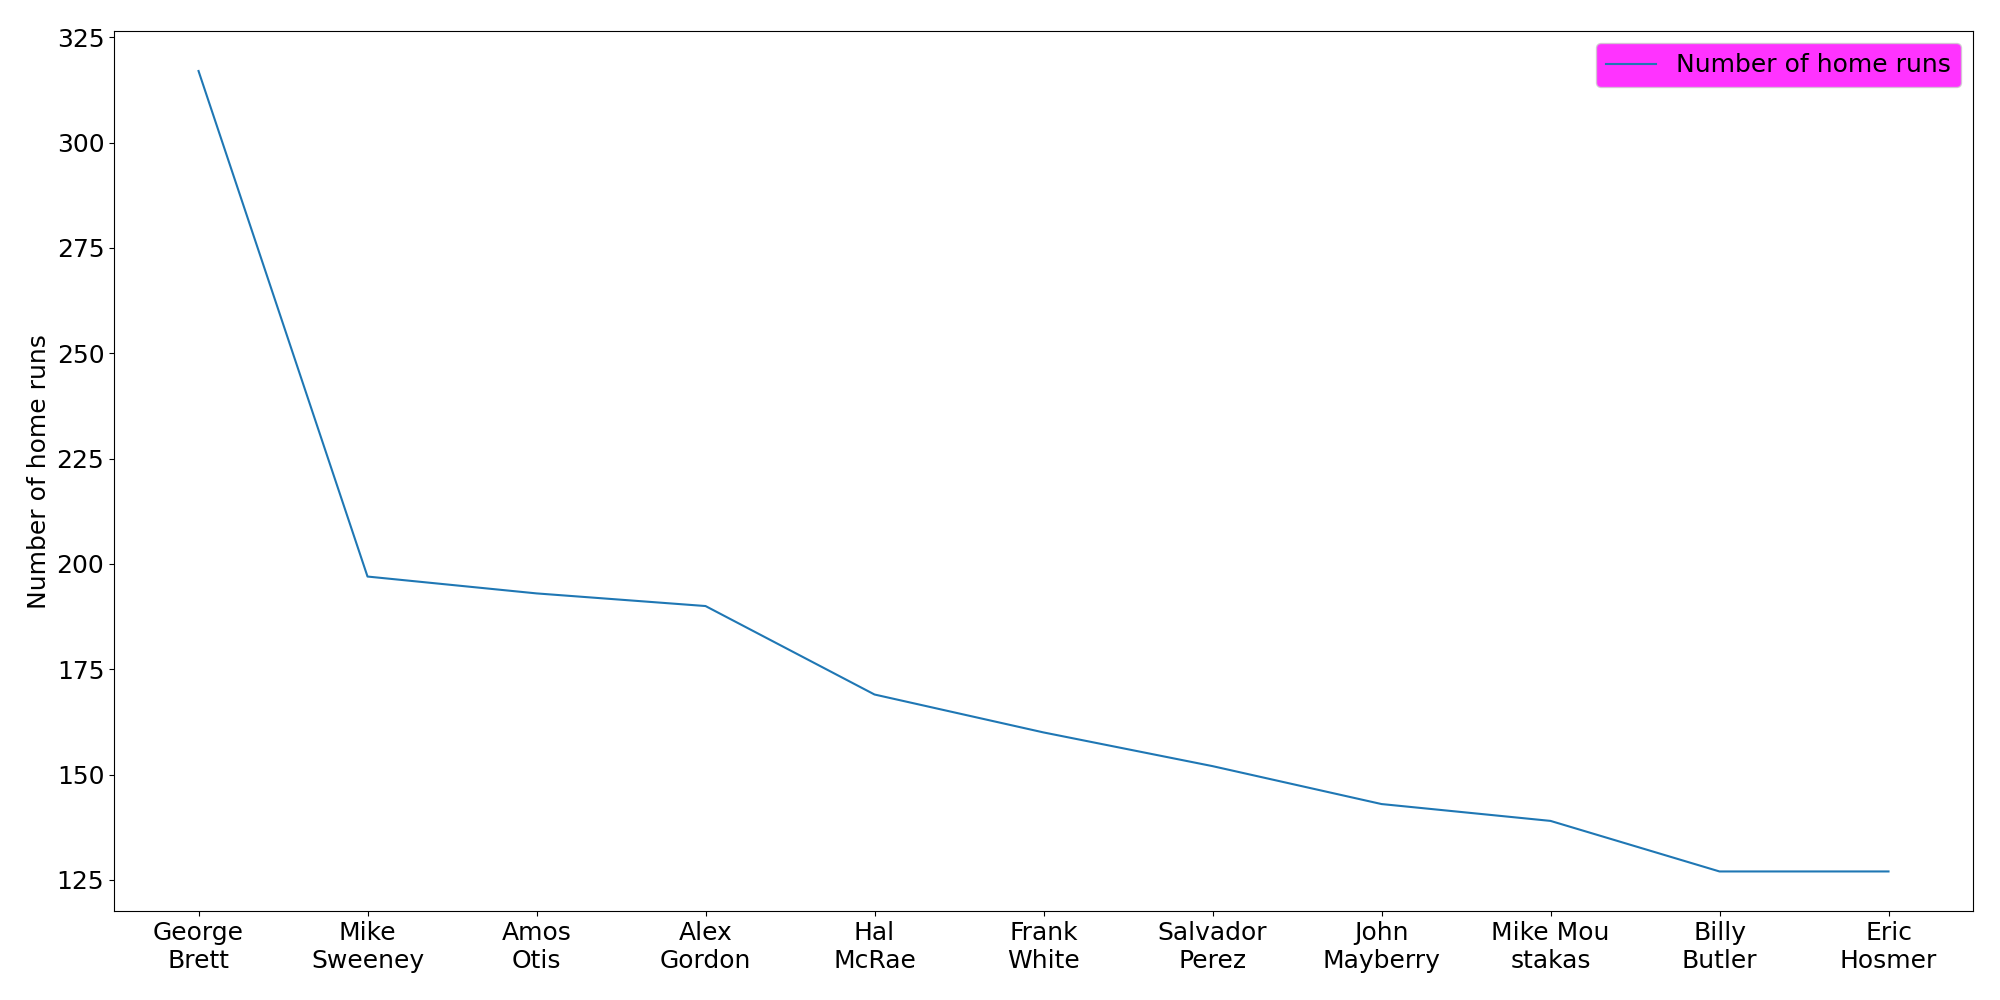 Number of home runs
325
300
275
250
225
200
175
150
125
Number of home runs
George
Brett
Mike
Sweeney
Amos
Otis
Alex
Gordon
Hal
McRae
Frank
White
Salvador
Perez
John
Mayberry
Mike Mou
stakas
Billy
Butler
Eric
Hosmer